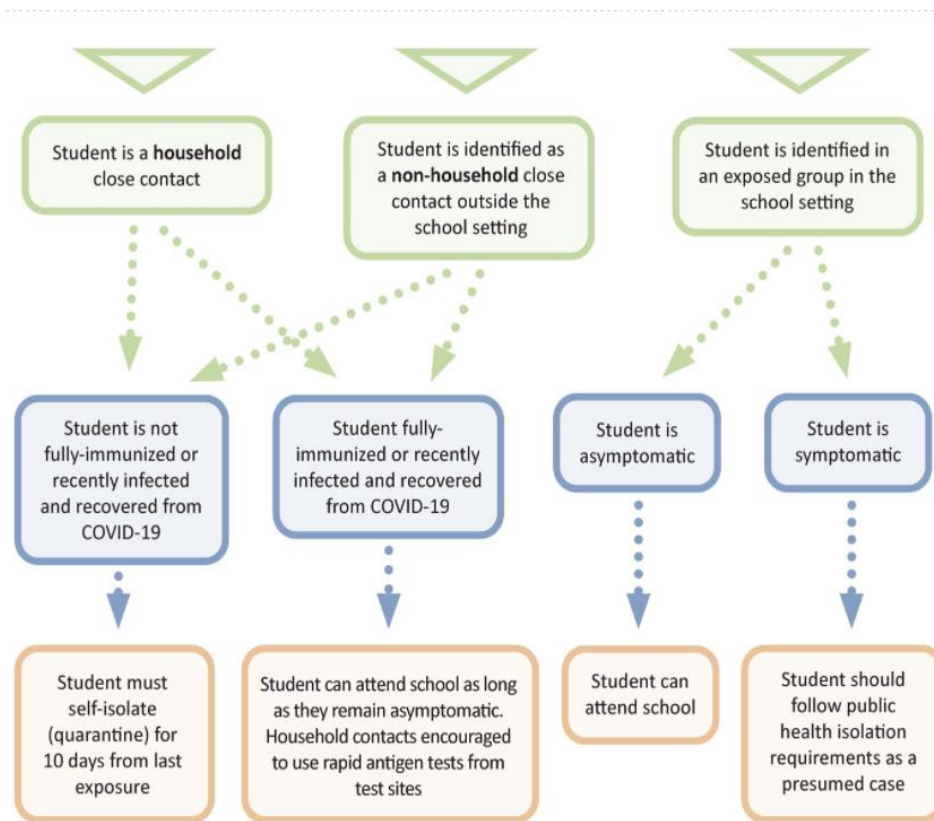 Student is a household
close contact
Student is identified as
a non-household close
contact outside the
school setting
Student is identified in
an exposed group in the
school setting
Student is not
fully-immunized or
recently infected
and recovered from
COVID-19
Student fully-
immunized or recently
infected and recovered
from COVID-19
Student is
asymptomatic
Student is
symptomatic
Student must
self-isolate
(quarantine) for
10 days from last
exposure
Student can attend school as long
as they remain asymptomatic.
Household contacts encouraged
to use rapid antigen tests from
test sites
Student can
attend school
Student should
follow public
health isolation
requirements as a
presumed case